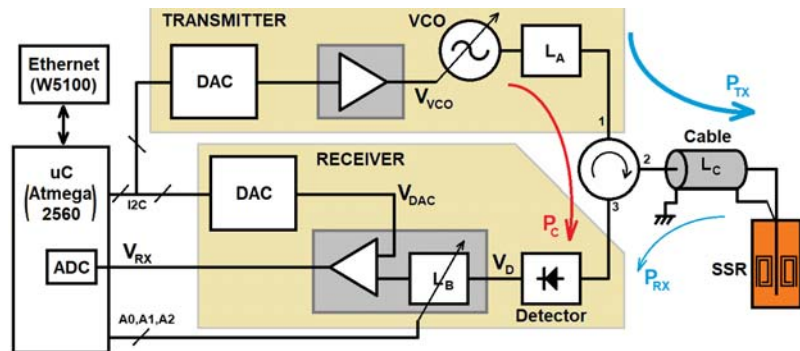 TRANSMITTER
VCO
Ethernet
(W5100)
DAC
V_VCO
L_A
P_TX
1
Cable
2
L_C
uC
(Atmega
2560)
I2C
RECEIVER
DAC
V_DAC
P_C
3
ADC
V_RX
L_B
V_D
Detector
P_RX
SSR
A0,A1,A2